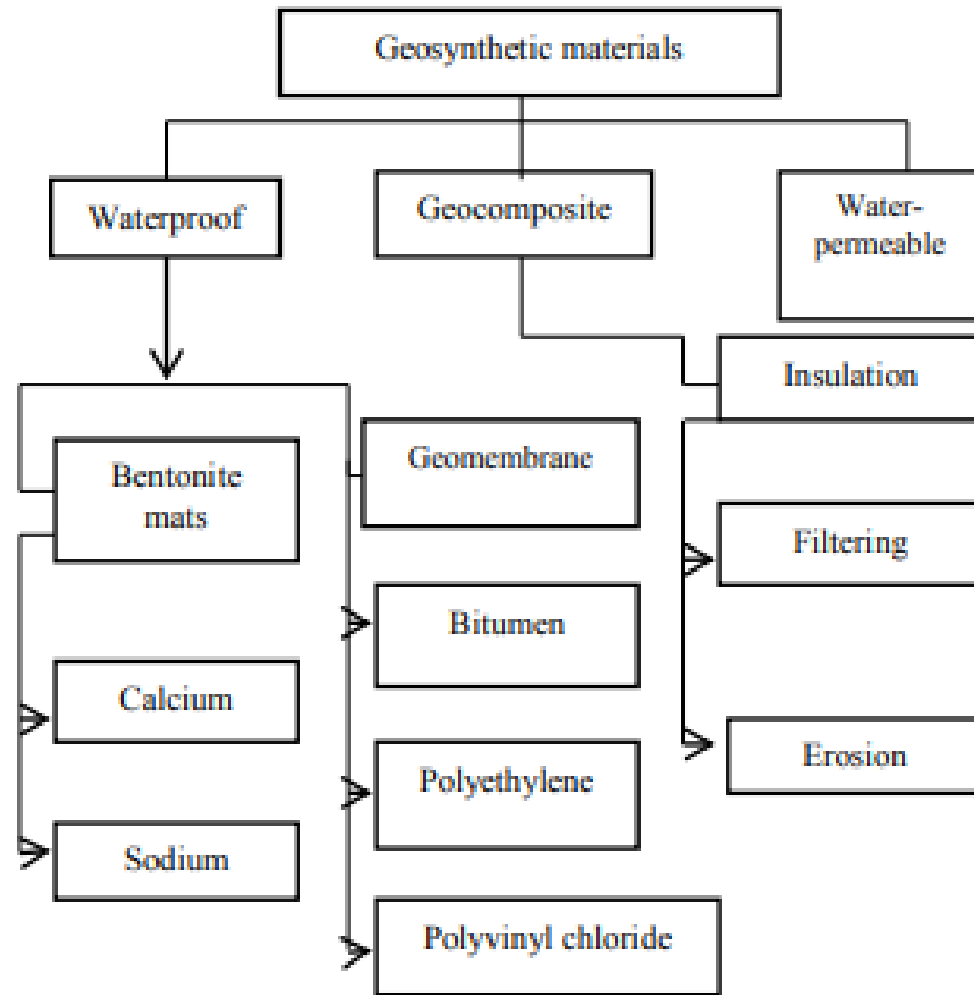 Geosynthetic materials
Waterproof
Geocomposite
Water-
permeable
Insulation
Bentonite
mats
Geomembrane
Filtering
Bitumen
Calcium
Erosion
Polyethylene
Sodium
Polyvinyl chloride